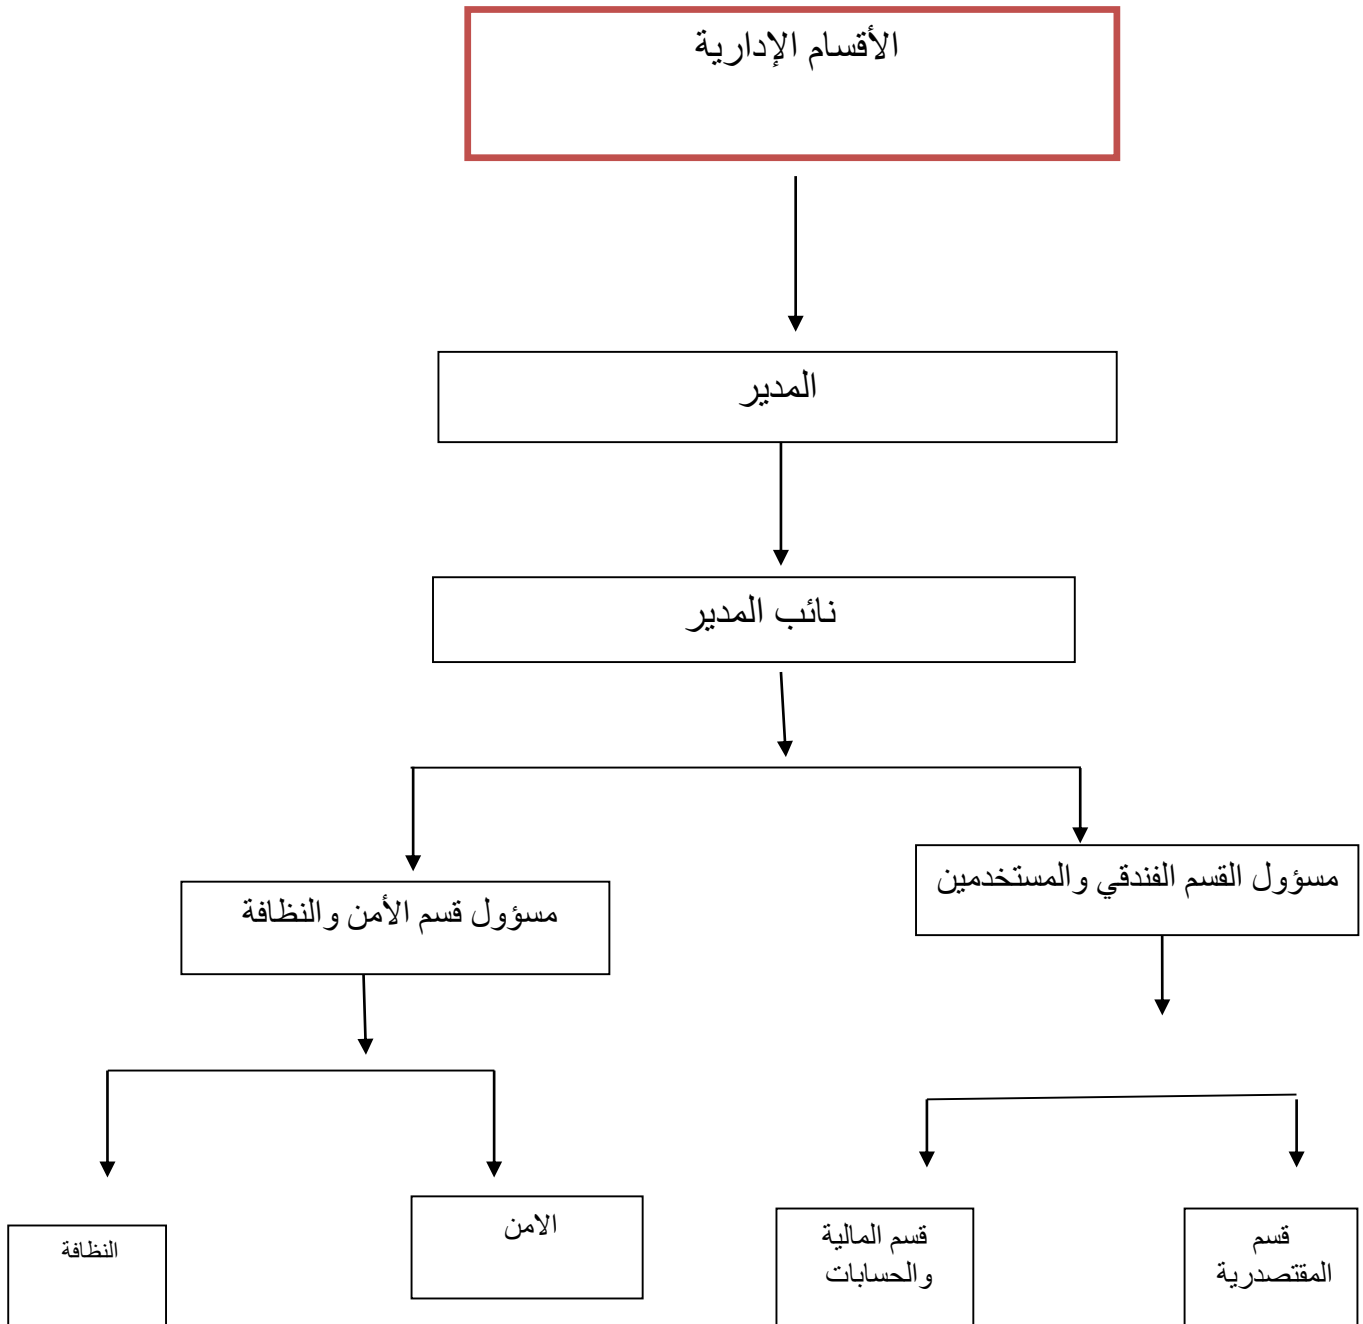 الأقسام الإدارية
المدير
نائب المدير
مسؤول القسم الفندقي والمستخدمين
مسؤول قسم الأمن والنظافة
قسم
المقتصدرية
قسم المالية
والحسابات
الامن
النظافة